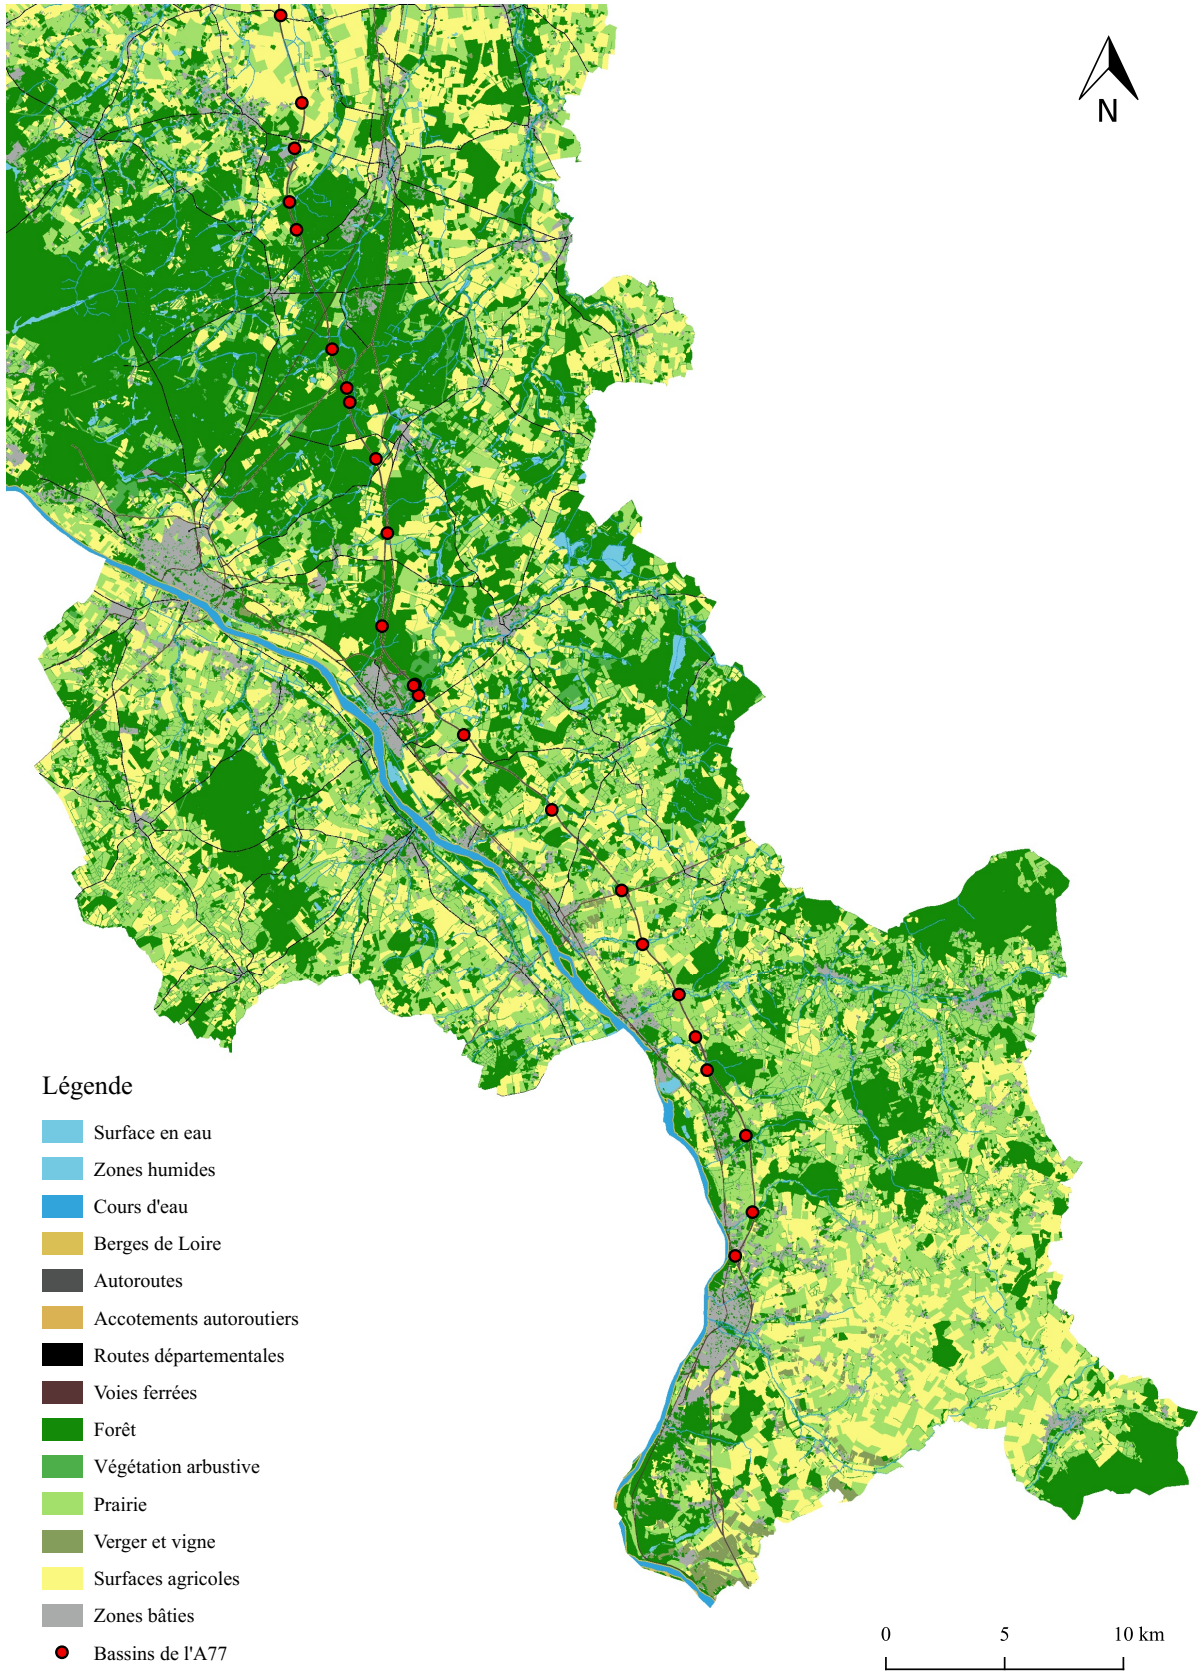 N
Légende
Surface en eau
Zones humides
Cours d'eau
Berges de Loire
Autoroutes
Accotements autoroutiers
Routes départementales
Voies ferrées
Forêt
Végétation arbustive
Prairie
Verger et vigne
Surfaces agricoles
Zones bâties
Bassins de l'A77
0 5 10 km